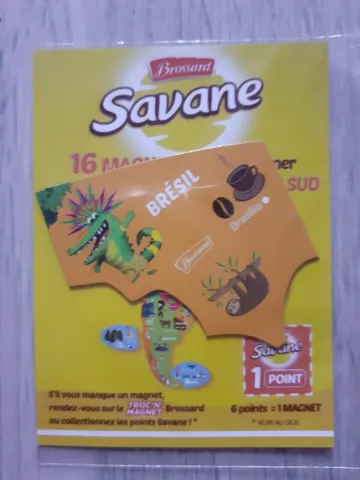 Brossard
Savane
16 MAGN
ner
SUD
BRÉSIL
Brasilia
Brossard
Savane
1 POINT
S'il vous manque un magnet,
rendez-vous sur le TROC'N MAGNET Brossard
ou collectionnez les points Savane ! *
6 points = 1 MAGNET
* VOIR AU DOS